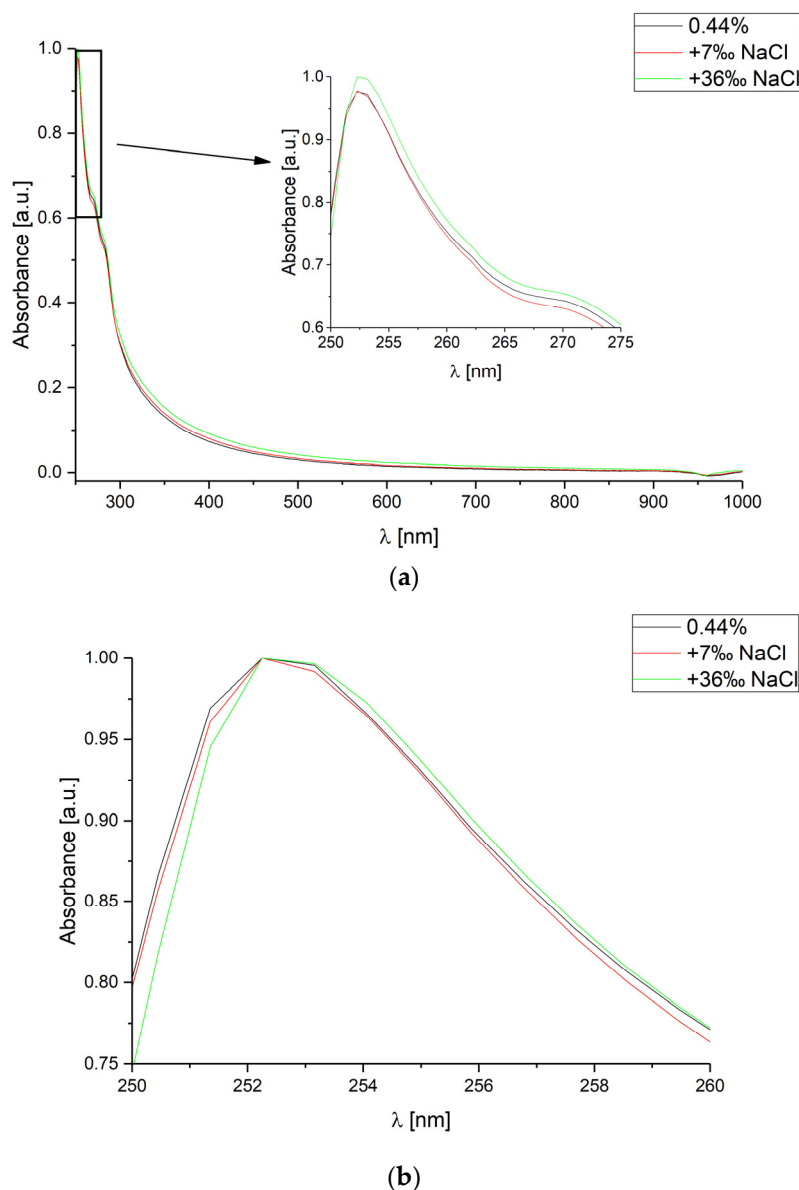 0.44%
+7‰ NaCl
+36‰ NaCl
1.0
0.8
0.6
0.4
0.2
0.0
Absorbance [a.u.]
300 400 500 600 700 800 900 1000
λ [nm]
1.0
0.9
0.8
0.7
0.6
Absorbance [a.u.]
250 255 260 265 270 275
λ [nm]
(a)
0.44%
+7‰ NaCl
+36‰ NaCl
1.00
0.95
0.90
0.85
0.80
0.75
Absorbance [a.u.]
250 252 254 256 258 260
λ [nm]
(b)